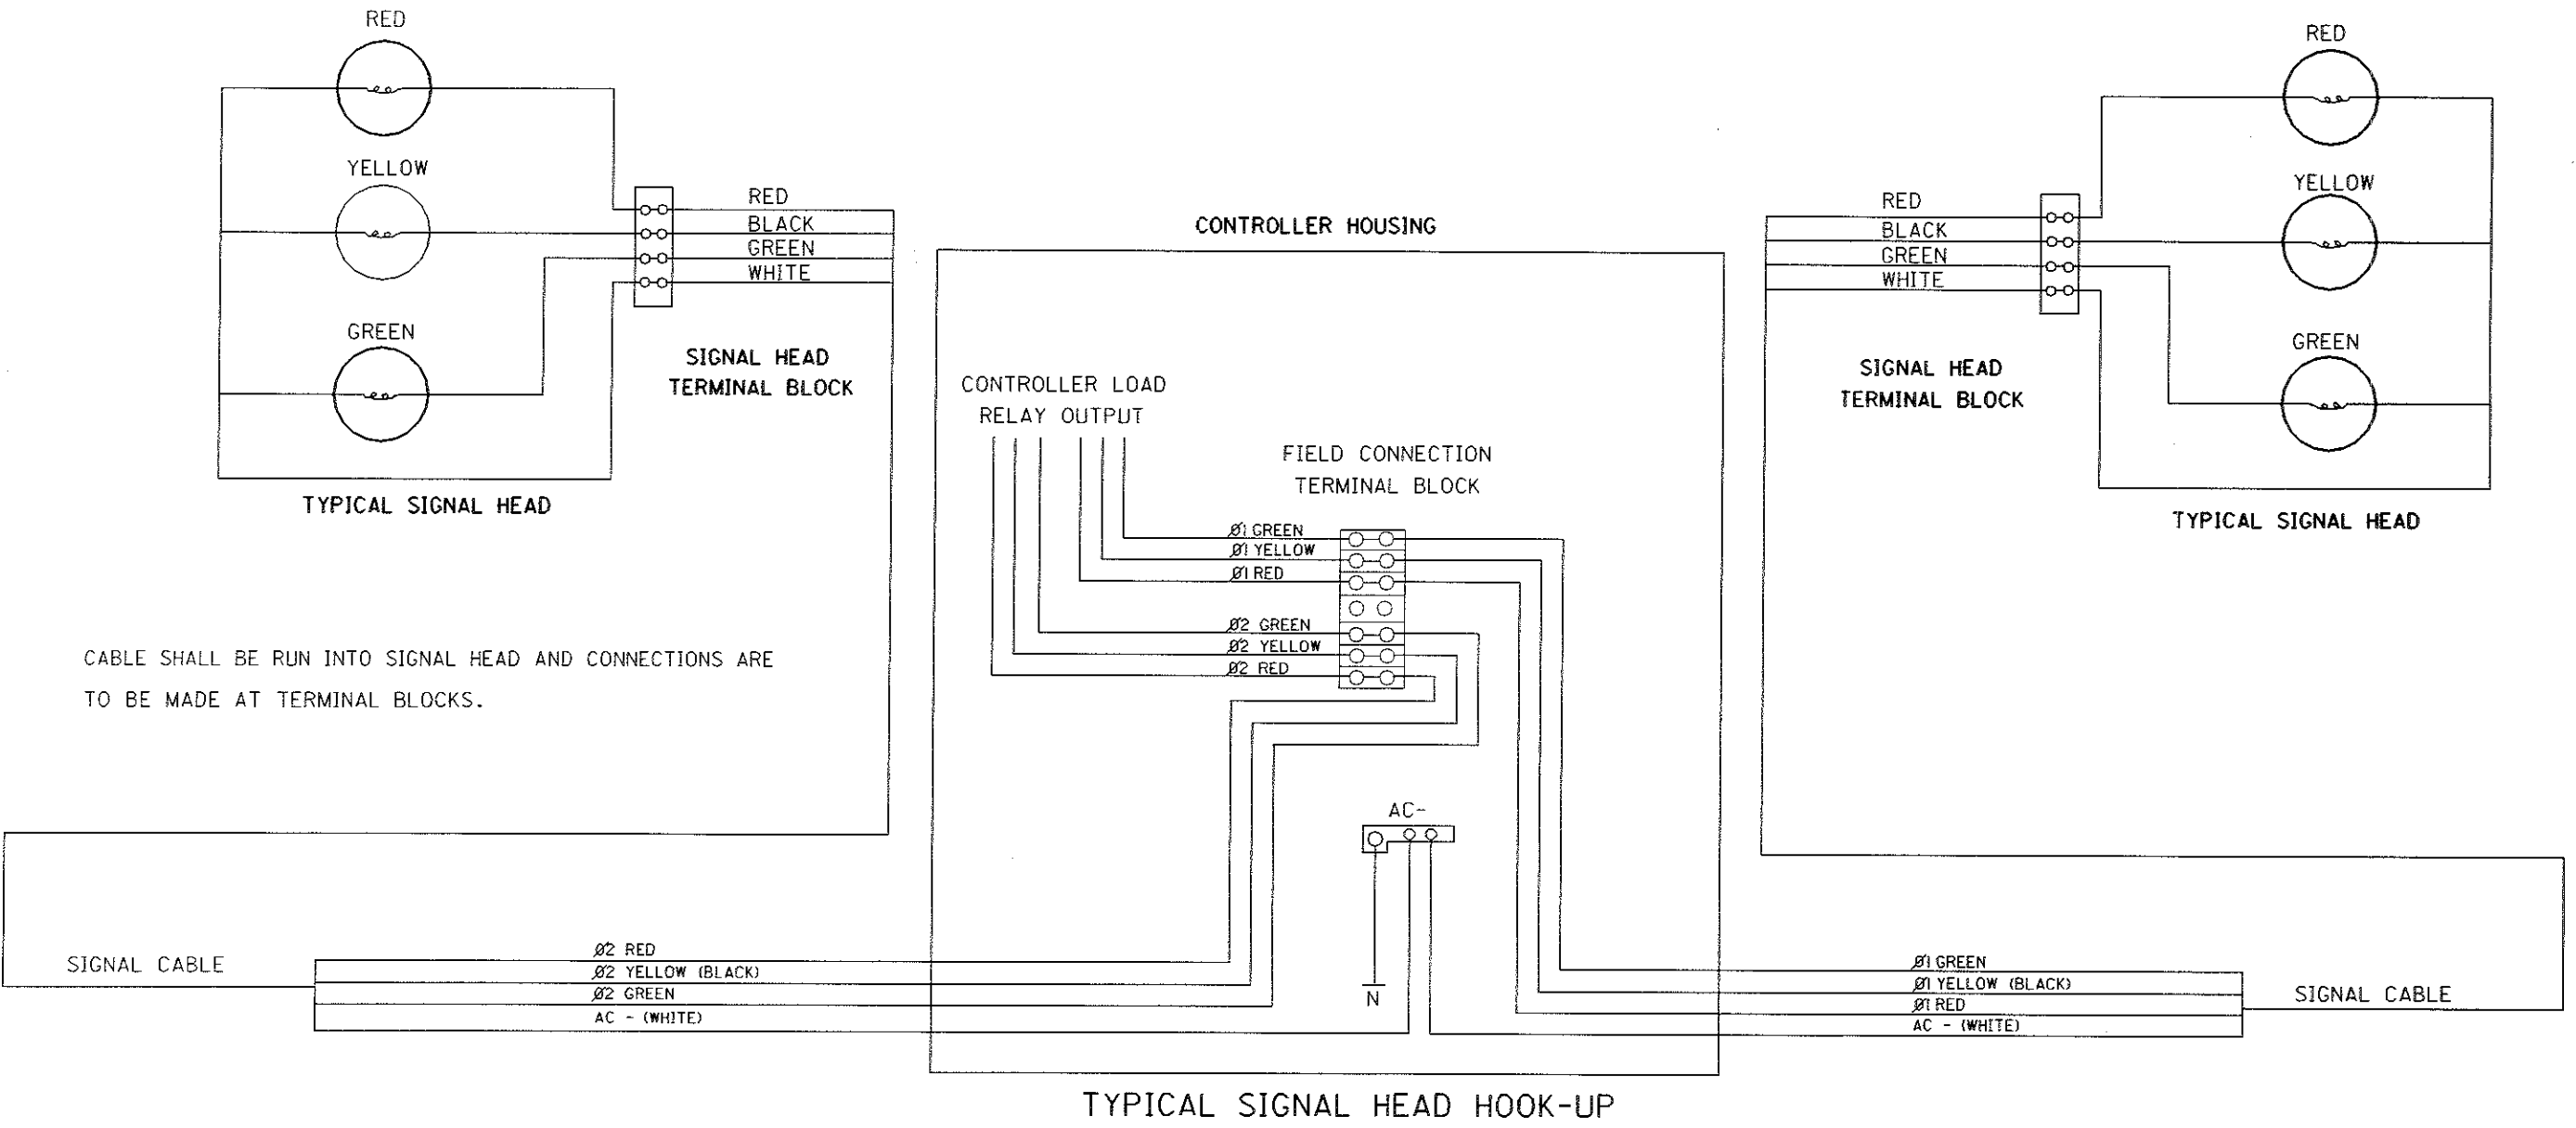 RED
YELLOW
GREEN
RED
BLACK
GREEN
WHITE
SIGNAL HEAD
TERMINAL BLOCK
TYPICAL SIGNAL HEAD
CABLE SHALL BE RUN INTO SIGNAL HEAD AND CONNECTIONS ARE
TO BE MADE AT TERMINAL BLOCKS.
SIGNAL CABLE
Ø2 RED
Ø2 YELLOW (BLACK)
Ø2 GREEN
AC - (WHITE)
CONTROLLER HOUSING
CONTROLLER LOAD
RELAY OUTPUT
FIELD CONNECTION
TERMINAL BLOCK
Ø1 GREEN
Ø1 YELLOW
Ø1 RED
Ø2 GREEN
Ø2 YELLOW
Ø2 RED
AC-
N
RED
YELLOW
GREEN
RED
BLACK
GREEN
WHITE
SIGNAL HEAD
TERMINAL BLOCK
TYPICAL SIGNAL HEAD
Ø1 GREEN
Ø1 YELLOW (BLACK)
Ø1 RED
AC - (WHITE)
SIGNAL CABLE
TYPICAL SIGNAL HEAD HOOK-UP